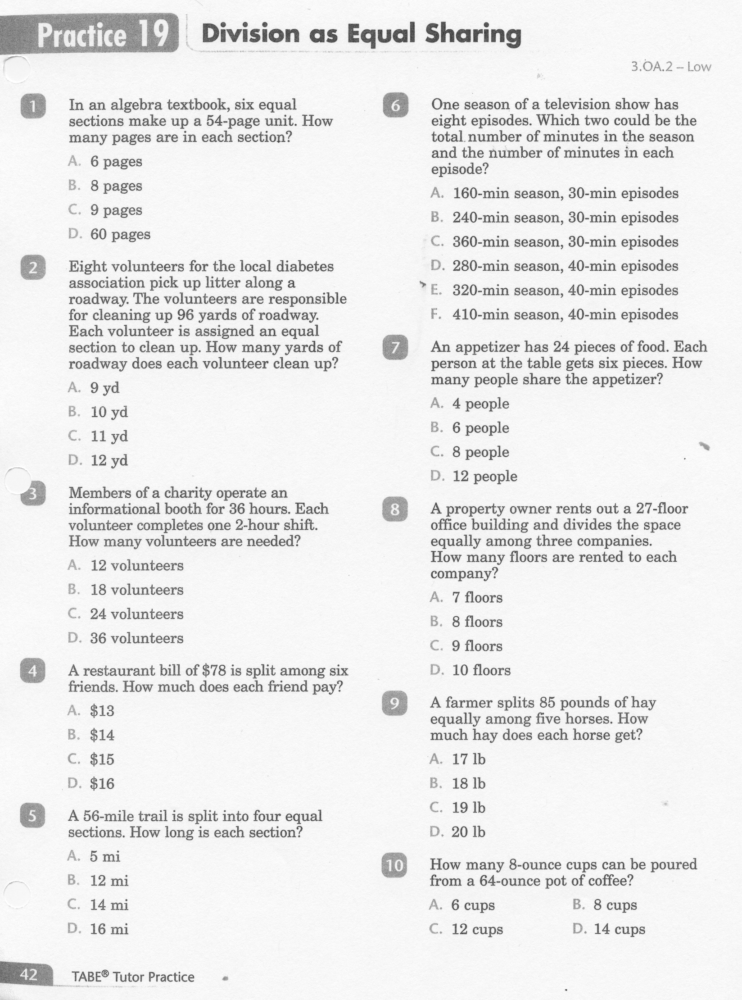 Practice 19
Division as Equal Sharing
3.OA.2 – Low
1
In an algebra textbook, six equal
sections make up a 54-page unit. How
many pages are in each section?
A. 6 pages
B. 8 pages
C. 9 pages
D. 60 pages
2
Eight volunteers for the local diabetes
association pick up litter along a
roadway. The volunteers are responsible
for cleaning up 96 yards of roadway.
Each volunteer is assigned an equal
section to clean up. How many yards of
roadway does each volunteer clean up?
A. 9 yd
B. 10 yd
C. 11 yd
D. 12 yd
3
Members of a charity operate an
informational booth for 36 hours. Each
volunteer completes one 2-hour shift.
How many volunteers are needed?
A. 12 volunteers
B. 18 volunteers
C. 24 volunteers
D. 36 volunteers
4
A restaurant bill of $78 is split among six
friends. How much does each friend pay?
A. $13
B. $14
C. $15
D. $16
5
A 56-mile trail is split into four equal
sections. How long is each section?
A. 5 mi
B. 12 mi
C. 14 mi
D. 16 mi
6
One season of a television show has
eight episodes. Which two could be the
total number of minutes in the season
and the number of minutes in each
episode?
A. 160-min season, 30-min episodes
B. 240-min season, 30-min episodes
C. 360-min season, 30-min episodes
D. 280-min season, 40-min episodes
E. 320-min season, 40-min episodes
F. 410-min season, 40-min episodes
7
An appetizer has 24 pieces of food. Each
person at the table gets six pieces. How
many people share the appetizer?
A. 4 people
B. 6 people
C. 8 people
D. 12 people
8
A property owner rents out a 27-floor
office building and divides the space
equally among three companies.
How many floors are rented to each
company?
A. 7 floors
B. 8 floors
C. 9 floors
D. 10 floors
9
A farmer splits 85 pounds of hay
equally among five horses. How
much hay does each horse get?
A. 17 lb
B. 18 lb
C. 19 lb
D. 20 lb
10
How many 8-ounce cups can be poured
from a 64-ounce pot of coffee?
A. 6 cups B. 8 cups
C. 12 cups D. 14 cups
42 TABE® Tutor Practice